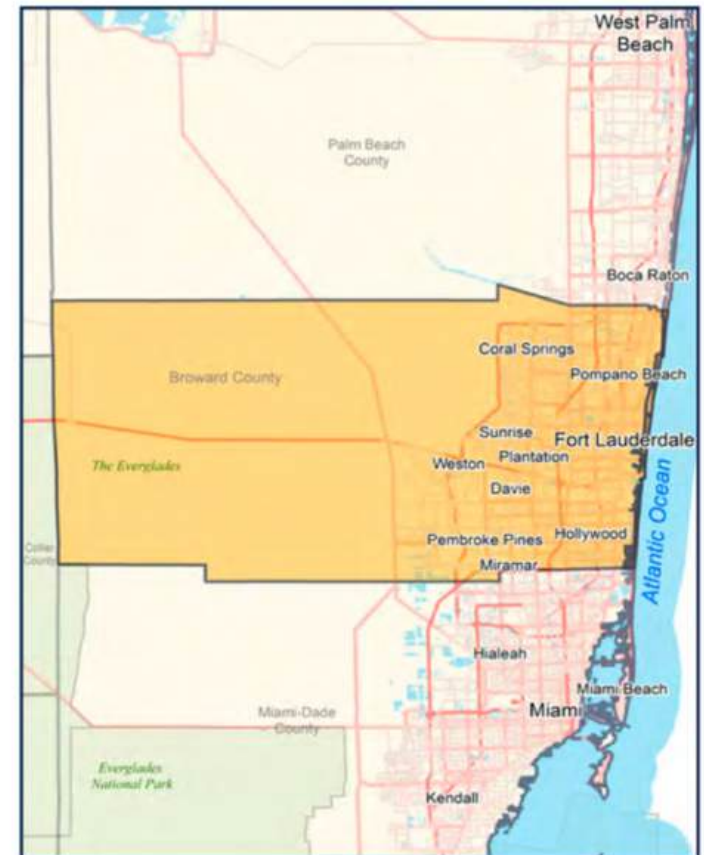 West Palm
Beach
Palm Beach
County
Boca Raton
Coral Springs
Broward County
Pompano Beach
Sunrise
Fort Lauderdale
Plantation
The Everglades
Weston
Davie
Atlantic Ocean
Hollywood
Pembroke Pines
Collier
County
Miramar
Hialeah
Miami Beach
Miami
Miami-Dade
County
Everglades
National Park
Kendall